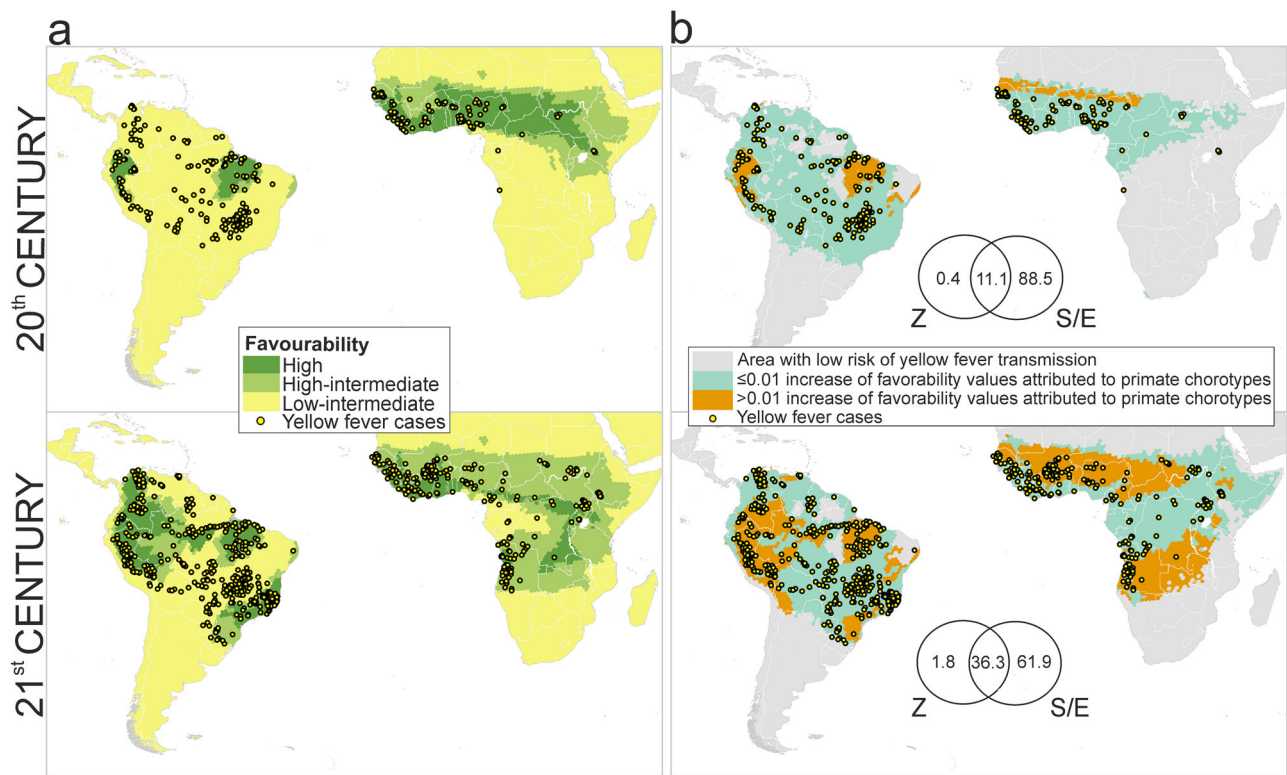 a
b
20th CENTURY
0.4 11.1 88.5
Z S/E
Favourability
High
High-intermediate
Low-intermediate
Yellow fever cases
Area with low risk of yellow fever transmission
≤0.01 increase of favorability values attributed to primate chorotypes
>0.01 increase of favorability values attributed to primate chorotypes
Yellow fever cases
21st CENTURY
1.8 36.3 61.9
Z S/E